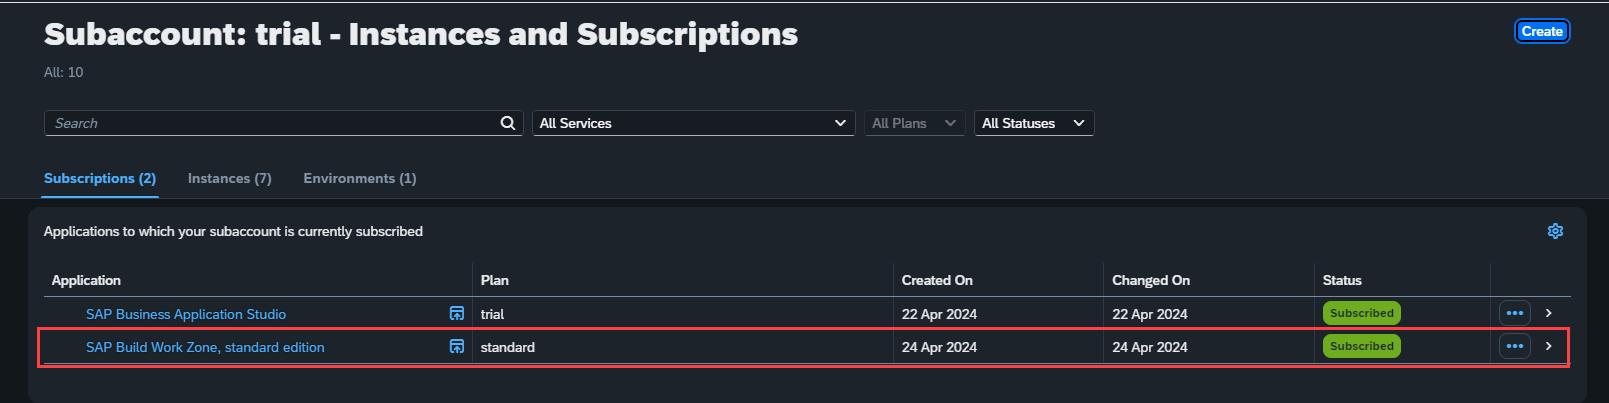 Subaccount: trial - Instances and Subscriptions
Create
All: 10
Search All Services All Plans All Statuses
Subscriptions (2) Instances (7) Environments (1)
Applications to which your subaccount is currently subscribed
Application Plan Created On Changed On Status
SAP Business Application Studio trial 22 Apr 2024 22 Apr 2024 Subscribed
SAP Build Work Zone, standard edition standard 24 Apr 2024 24 Apr 2024 Subscribed